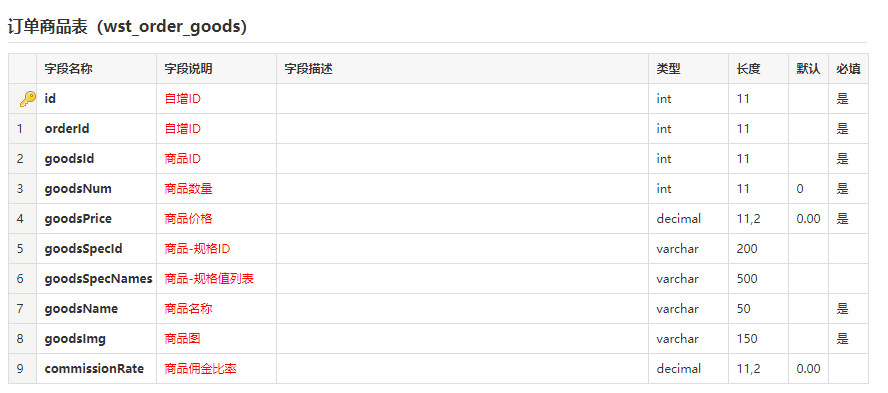 订单商品表（wst_order_goods）
字段名称 字段说明 字段描述 类型 长度 默认 必填
id 自增ID int 11 是
1 orderId 自增ID int 11 是
2 goodsId 商品ID int 11 是
3 goodsNum 商品数量 int 11 0 是
4 goodsPrice 商品价格 decimal 11,2 0.00 是
5 goodsSpecId 商品-规格ID varchar 200
6 goodsSpecNames 商品-规格值列表 varchar 500
7 goodsName 商品名称 varchar 50 是
8 goodsImg 商品图 varchar 150 是
9 commissionRate 商品佣金比率 decimal 11,2 0.00